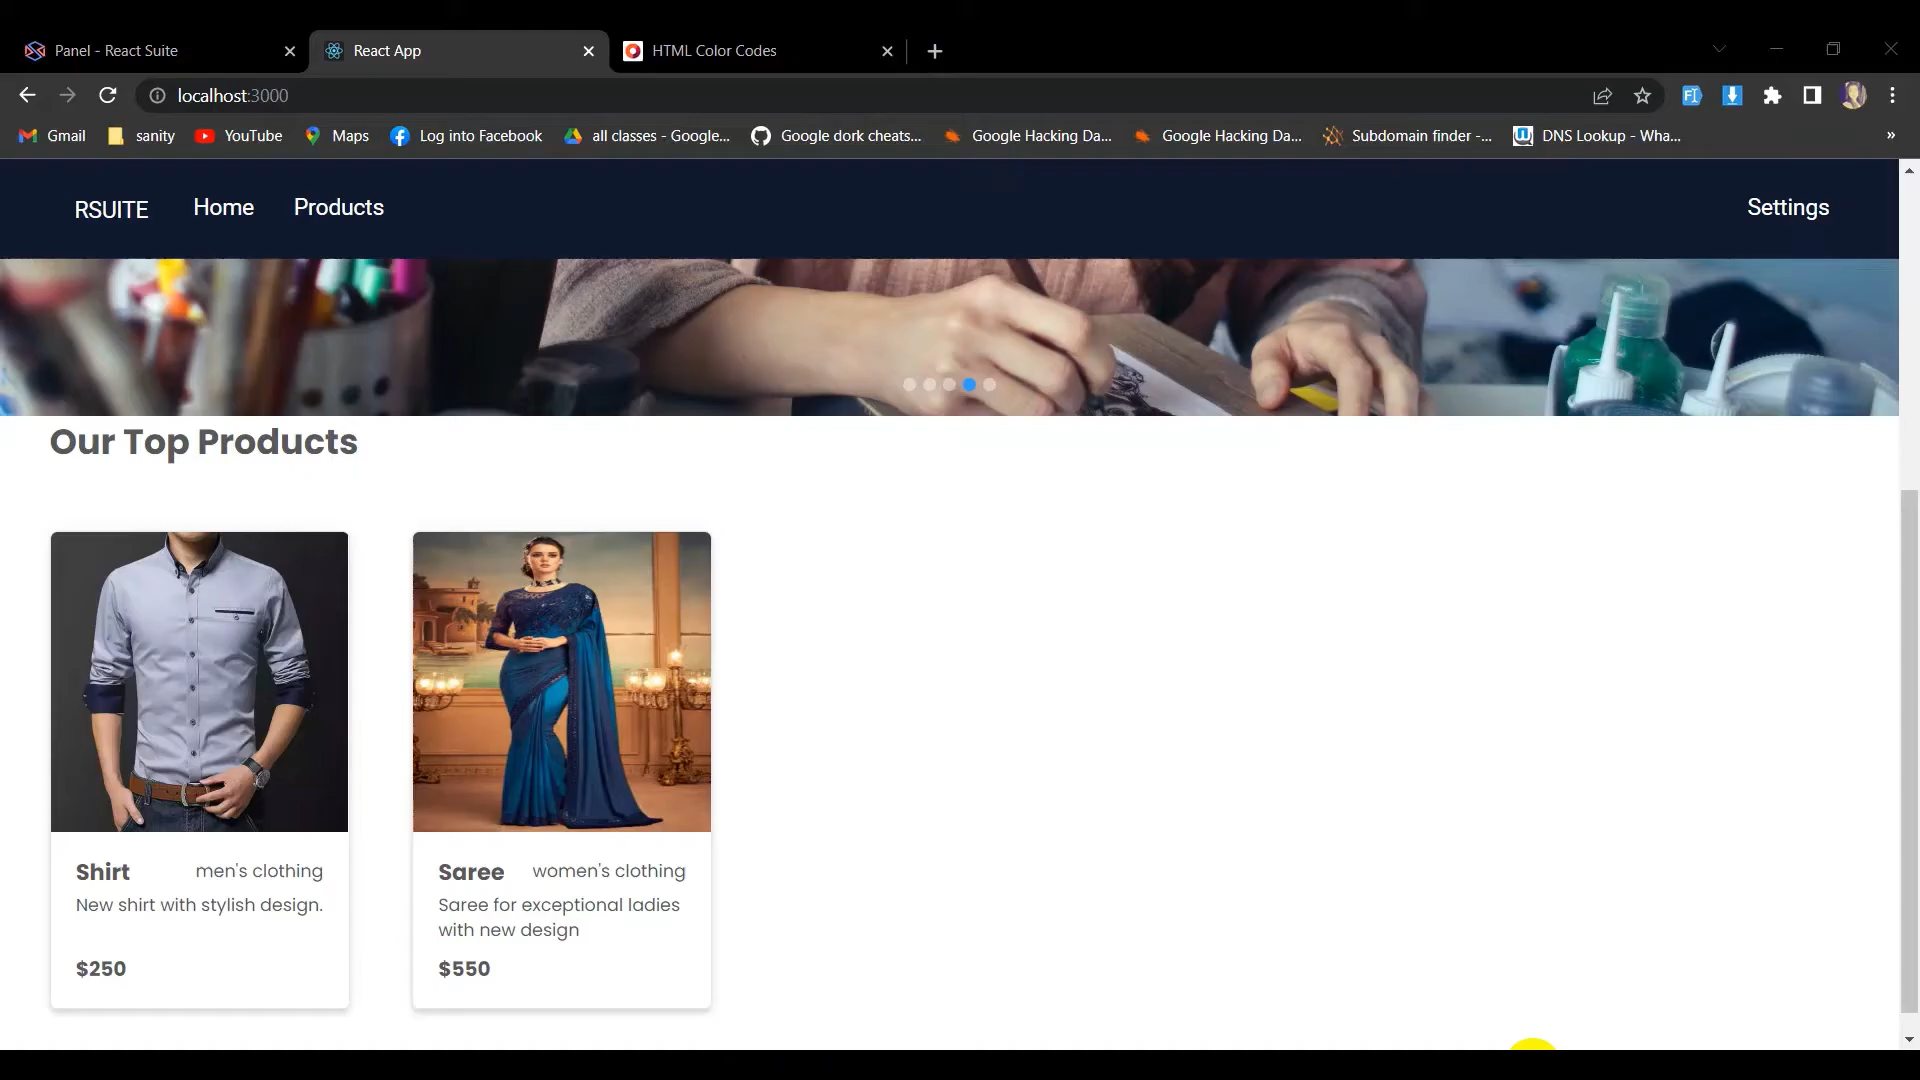 Panel - React Suite
React App
HTML Color Codes
localhost:3000
Gmail
sanity
YouTube
Maps
Log into Facebook
all classes - Google...
Google dork cheats...
Google Hacking Da...
Google Hacking Da...
Subdomain finder -...
DNS Lookup - Wha...
»
RSUITE
Home
Products
Settings
Our Top Products
Shirt
men's clothing
New shirt with stylish design.
$250
Saree
women's clothing
Saree for exceptional ladies
with new design
$550